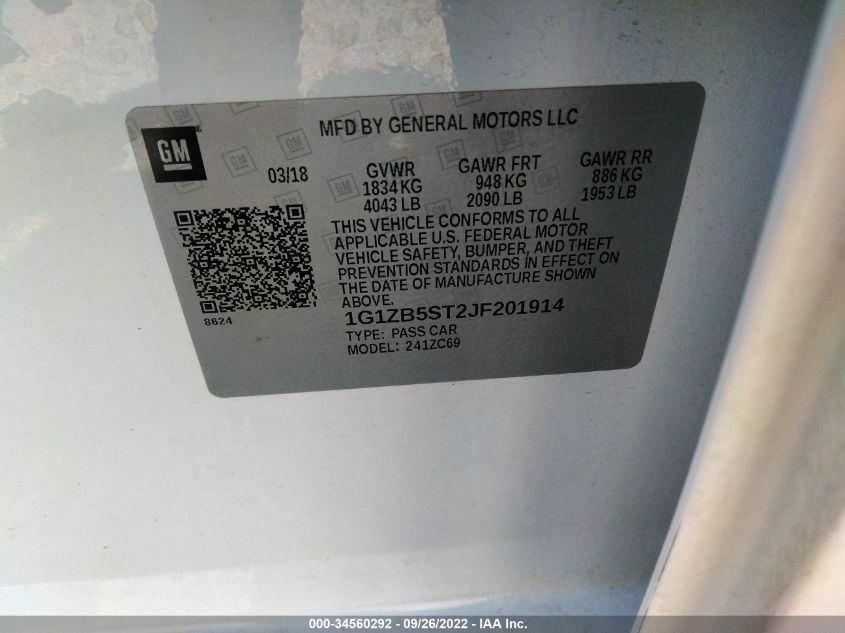 MFD BY GENERAL MOTORS LLC
GM
03/18
GVWR
1834 KG
4043 LB
GAWR FRT
948 KG
2090 LB
GAWR RR
886 KG
1953 LB
THIS VEHICLE CONFORMS TO ALL
APPLICABLE U.S. FEDERAL MOTOR
VEHICLE SAFETY, BUMPER, AND THEFT
PREVENTION STANDARDS IN EFFECT ON
THE DATE OF MANUFACTURE SHOWN
ABOVE.
8624
1G1ZB5ST2JF201914
TYPE: PASS CAR
MODEL: 241ZC69
000-34560292 - 09/26/2022 - IAA Inc.